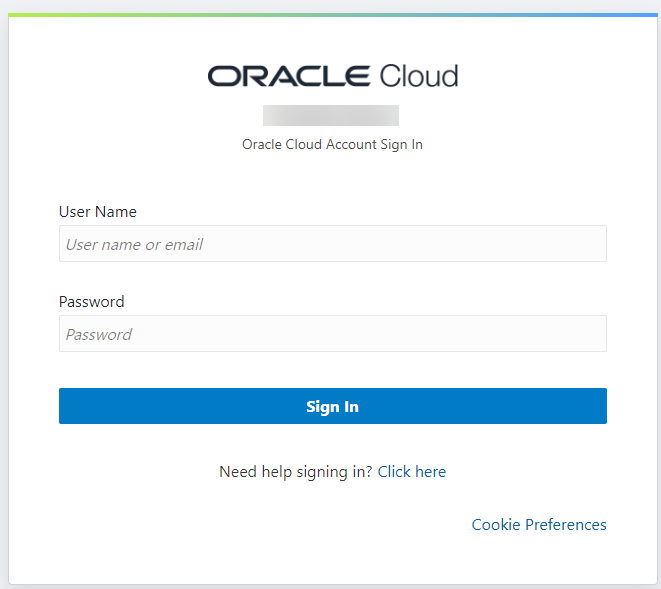 ORACLE Cloud
Oracle Cloud Account Sign In
User Name
User name or email
Password
Password
Sign In
Need help signing in? Click here
Cookie Preferences